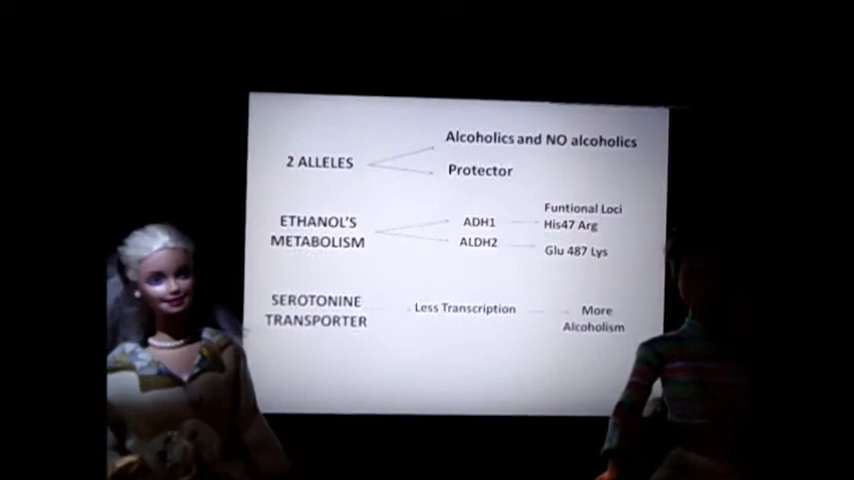 2 ALLELES
Alcoholics and NO alcoholics
Protector
ETHANOL'S
METABOLISM
ADH1
ALDH2
Funtional Loci
His47 Arg
Glu 487 Lys
SEROTONINE
TRANSPORTER
Less Transcription
More
Alcoholism